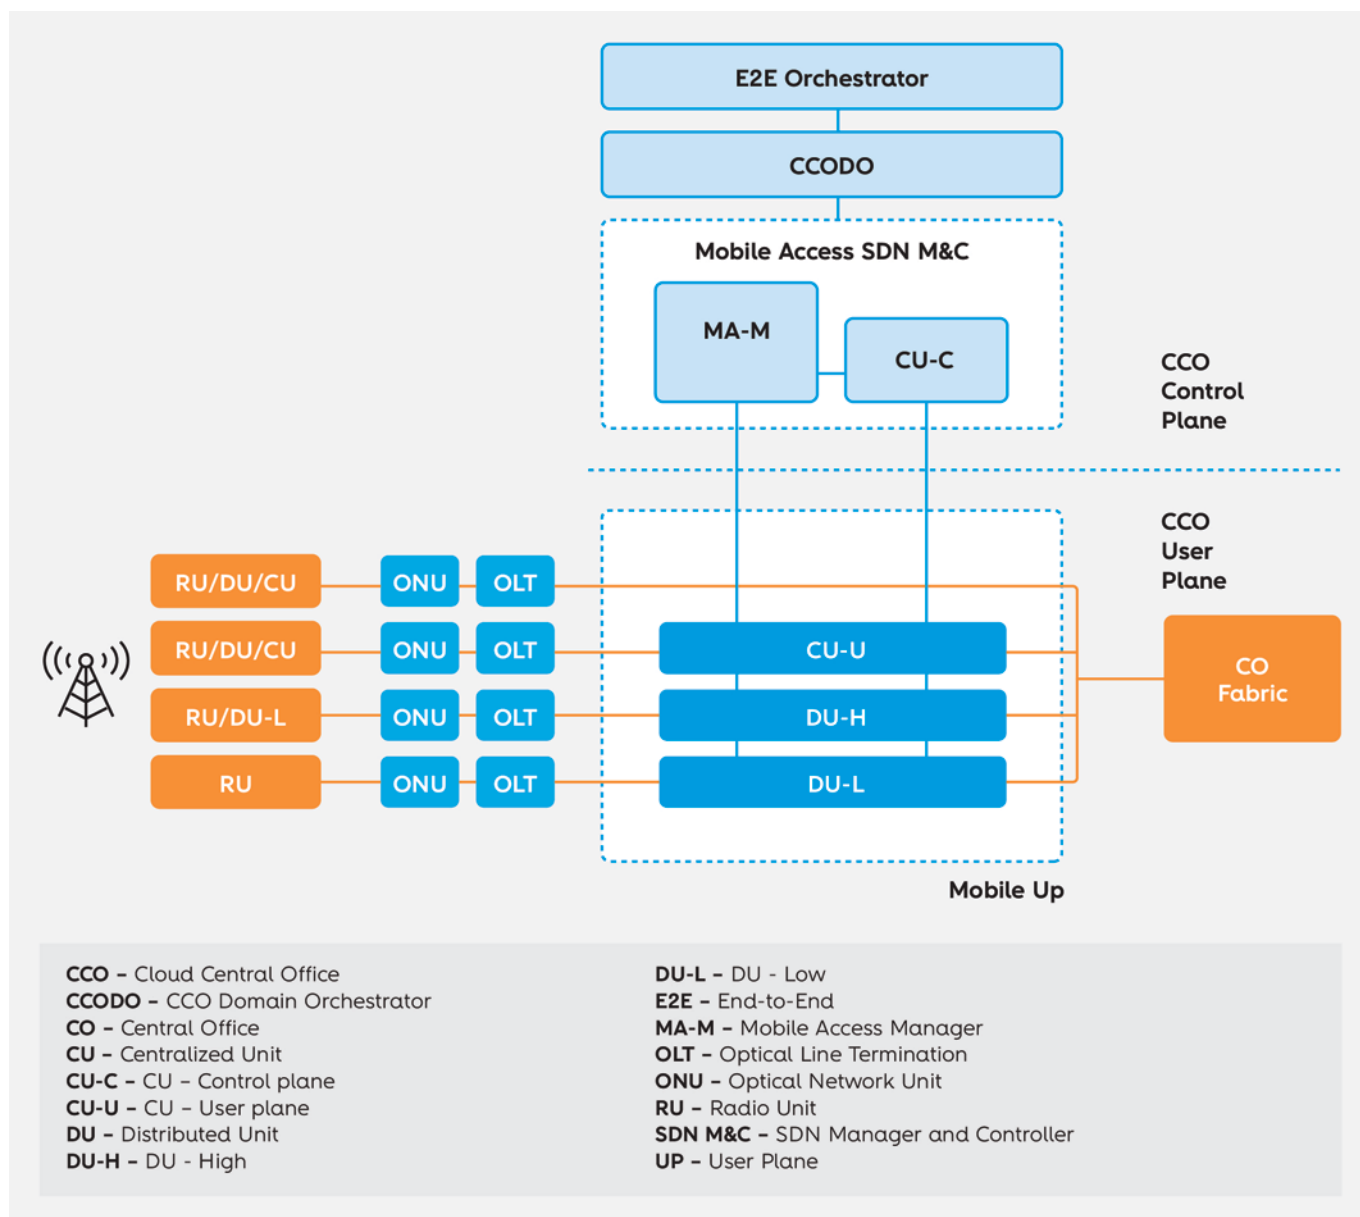 E2E Orchestrator
CCODO
Mobile Access SDN M&C
MA-M
CU-C
CCO
Control
Plane
CCO
User
Plane
RU/DU/CU
ONU
OLT
RU/DU/CU
ONU
OLT
CU-U
RU/DU-L
ONU
OLT
DU-H
RU
ONU
OLT
DU-L
CO
Fabric
Mobile Up
CCO – Cloud Central Office
CCODO – CCO Domain Orchestrator
CO – Central Office
CU – Centralized Unit
CU-C – CU – Control plane
CU-U – CU – User plane
DU – Distributed Unit
DU-H – DU - High
DU-L – DU - Low
E2E – End-to-End
MA-M – Mobile Access Manager
OLT – Optical Line Termination
ONU – Optical Network Unit
RU – Radio Unit
SDN M&C – SDN Manager and Controller
UP – User Plane